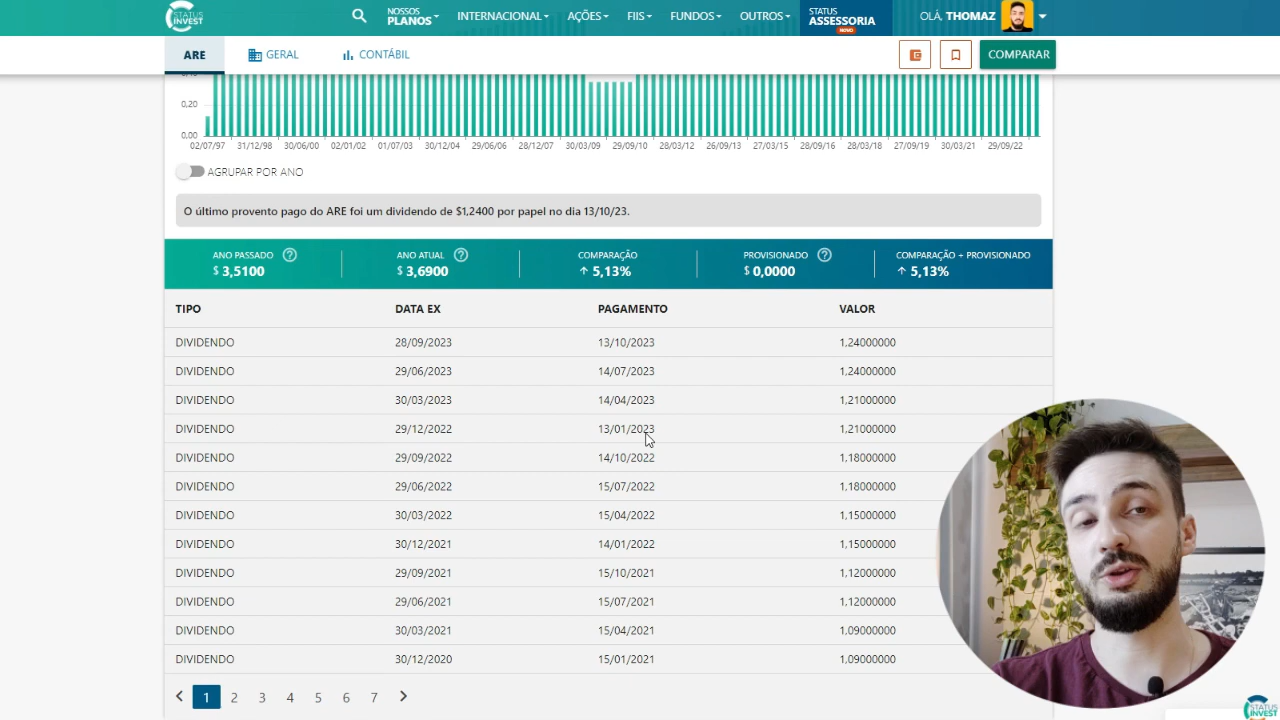 STATUS INVEST
NOSSOS PLANOS
INTERNACIONAL
AÇÕES
FIIS
FUNDOS
OUTROS
STATUS ASSESSORIA
NOVO
OLÁ, THOMAZ
ARE
GERAL
CONTÁBIL
COMPARAR
0,20
0,00
02/07/97 31/12/98 30/06/00 02/01/02 01/07/03 30/12/04 29/06/06 28/12/07 30/03/09 29/09/10 28/03/12 26/09/13 27/03/15 28/09/16 28/03/18 27/09/19 30/03/21 29/09/22
AGRUPAR POR ANO
O último provento pago do ARE foi um dividendo de $1,2400 por papel no dia 13/10/23.
ANO PASSADO ? ANO ATUAL ? COMPARAÇÃO PROVISIONADO ? COMPARAÇÃO + PROVISIONADO
$ 3,5100 $ 3,6900 ↑ 5,13% $ 0,0000 ↑ 5,13%
TIPO DATA EX PAGAMENTO VALOR
DIVIDENDO 28/09/2023 13/10/2023 1,24000000
DIVIDENDO 29/06/2023 14/07/2023 1,24000000
DIVIDENDO 30/03/2023 14/04/2023 1,21000000
DIVIDENDO 29/12/2022 13/01/2023 1,21000000
DIVIDENDO 29/09/2022 14/10/2022 1,18000000
DIVIDENDO 29/06/2022 15/07/2022 1,18000000
DIVIDENDO 30/03/2022 15/04/2022 1,15000000
DIVIDENDO 30/12/2021 14/01/2022 1,15000000
DIVIDENDO 29/09/2021 15/10/2021 1,12000000
DIVIDENDO 29/06/2021 15/07/2021 1,12000000
DIVIDENDO 30/03/2021 15/04/2021 1,09000000
DIVIDENDO 30/12/2020 15/01/2021 1,09000000
1 2 3 4 5 6 7
STATUS INVEST